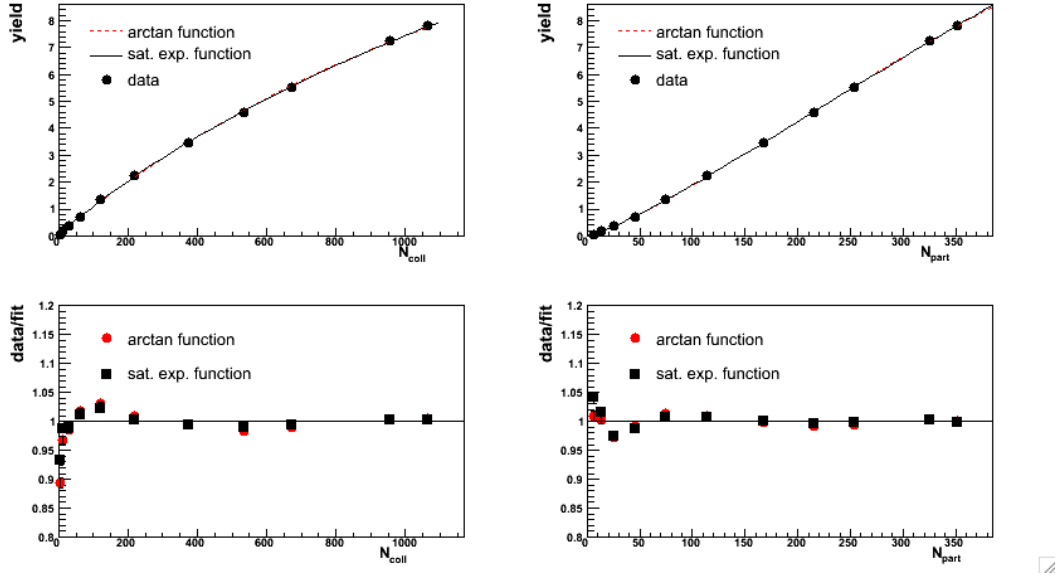 yield
8
7
6
5
4
3
2
1
0
arctan function
sat. exp. function
data
0 200 400 600 800 1000
N_coll
yield
8
7
6
5
4
3
2
1
0
arctan function
sat. exp. function
data
0 50 100 150 200 250 300 350
N_part
data/fit
1.2
1.15
1.1
1.05
1
0.95
0.9
0.85
0.8
arctan function
sat. exp. function
0 200 400 600 800 1000
N_coll
data/fit
1.2
1.15
1.1
1.05
1
0.95
0.9
0.85
0.8
arctan function
sat. exp. function
0 50 100 150 200 250 300 350
N_part